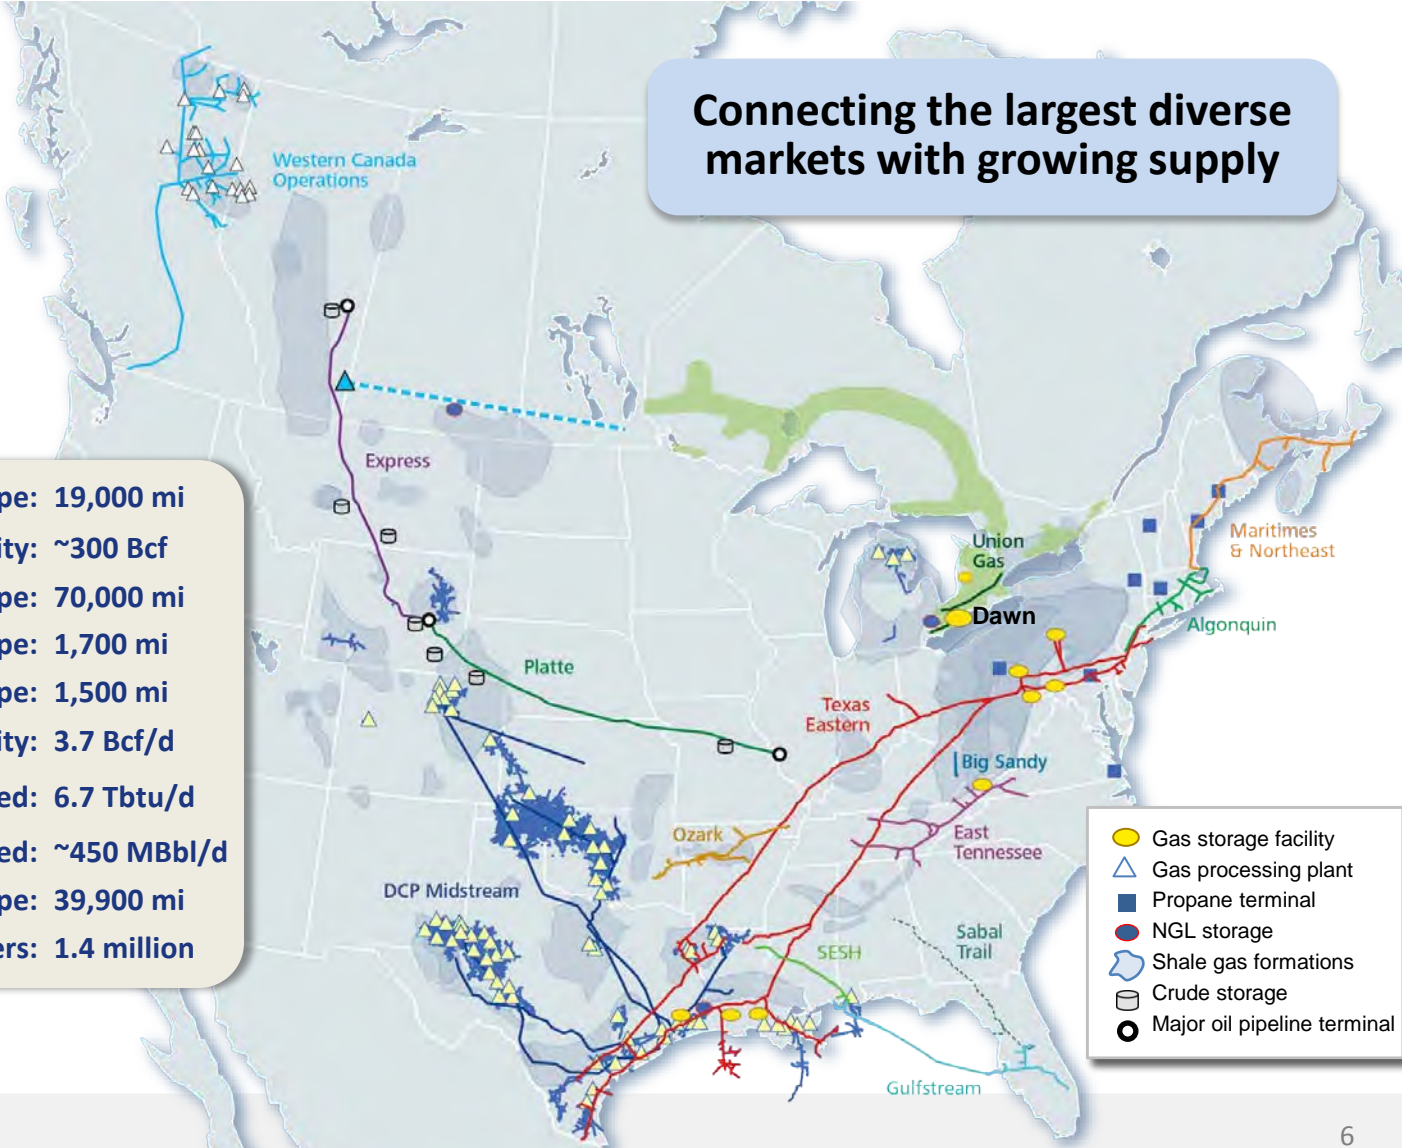 Connecting the largest diverse
markets with growing supply
Western Canada
Operations
Express
pe: 19,000 mi
ity: ~300 Bcf
pe: 70,000 mi
pe: 1,700 mi
pe: 1,500 mi
ity: 3.7 Bcf/d
ed: 6.7 Tbtu/d
ed: ~450 MBbl/d
pe: 39,900 mi
ers: 1.4 million
Union
Gas
Dawn
Maritimes
& Northeast
Algonquin
Platte
Texas
Eastern
Big Sandy
Ozark
East
Tennessee
DCP Midstream
SESH
Sabal
Trail
Gulfstream
Gas storage facility
Gas processing plant
Propane terminal
NGL storage
Shale gas formations
Crude storage
Major oil pipeline terminal
6